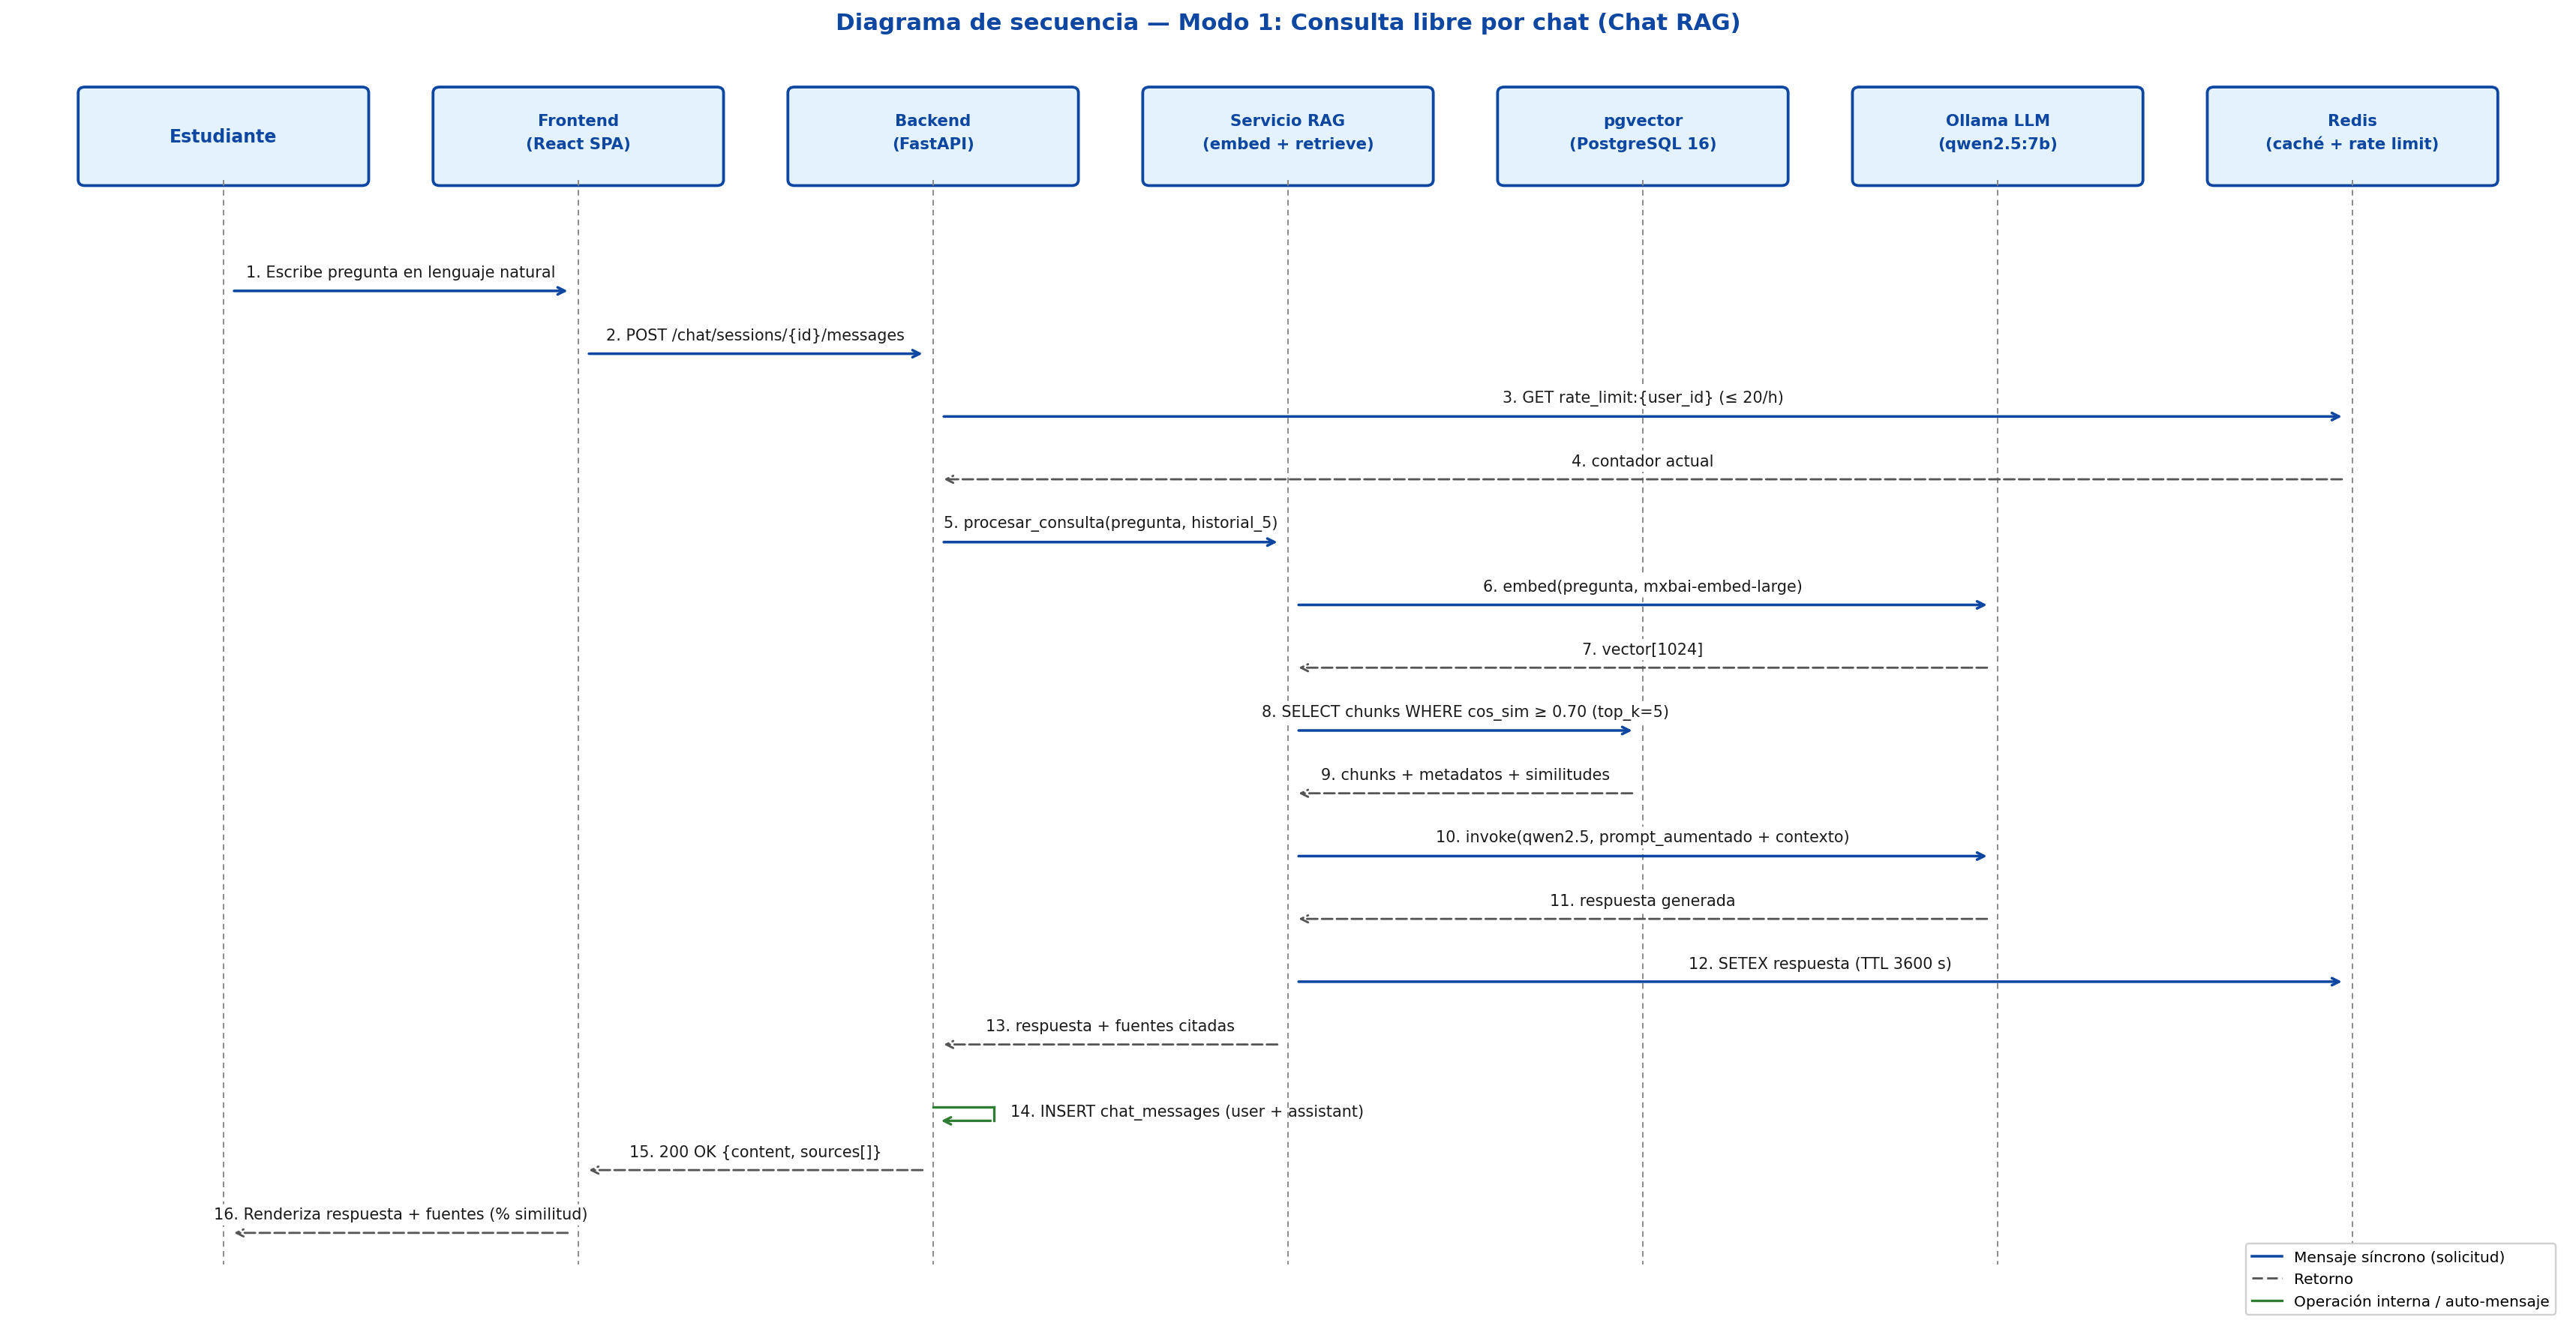 Diagrama de secuencia — Modo 1: Consulta libre por chat (Chat RAG)
Estudiante
Frontend
(React SPA)
Backend
(FastAPI)
Servicio RAG
(embed + retrieve)
pgvector
(PostgreSQL 16)
Ollama LLM
(qwen2.5:7b)
Redis
(caché + rate limit)
1. Escribe pregunta en lenguaje natural
2. POST /chat/sessions/{id}/messages
3. GET rate_limit:{user_id} (≤ 20/h)
4. contador actual
5. procesar_consulta(pregunta, historial_5)
6. embed(pregunta, mxbai-embed-large)
7. vector[1024]
8. SELECT chunks WHERE cos_sim ≥ 0.70 (top_k=5)
9. chunks + metadatos + similitudes
10. invoke(qwen2.5, prompt_aumentado + contexto)
11. respuesta generada
12. SETEX respuesta (TTL 3600 s)
13. respuesta + fuentes citadas
14. INSERT chat_messages (user + assistant)
15. 200 OK {content, sources[]}
16. Renderiza respuesta + fuentes (% similitud)
Mensaje síncrono (solicitud)
Retorno
Operación interna / auto-mensaje